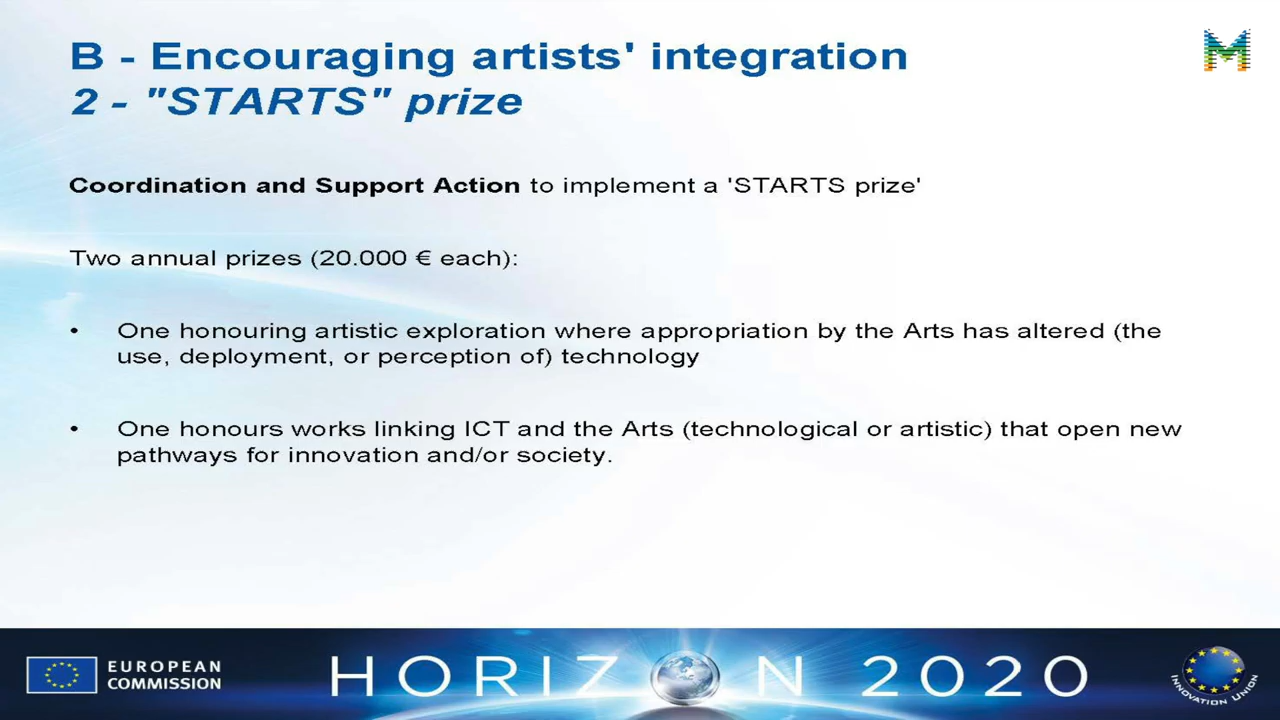 B - Encouraging artists' integration
2 - "STARTS" prize
Coordination and Support Action to implement a 'STARTS prize'
Two annual prizes (20.000 € each):
• One honouring artistic exploration where appropriation by the Arts has altered (the
use, deployment, or perception of) technology
• One honours works linking ICT and the Arts (technological or artistic) that open new
pathways for innovation and/or society.
EUROPEAN
COMMISSION
HORIZON 2020
INNOVATION UNION
M